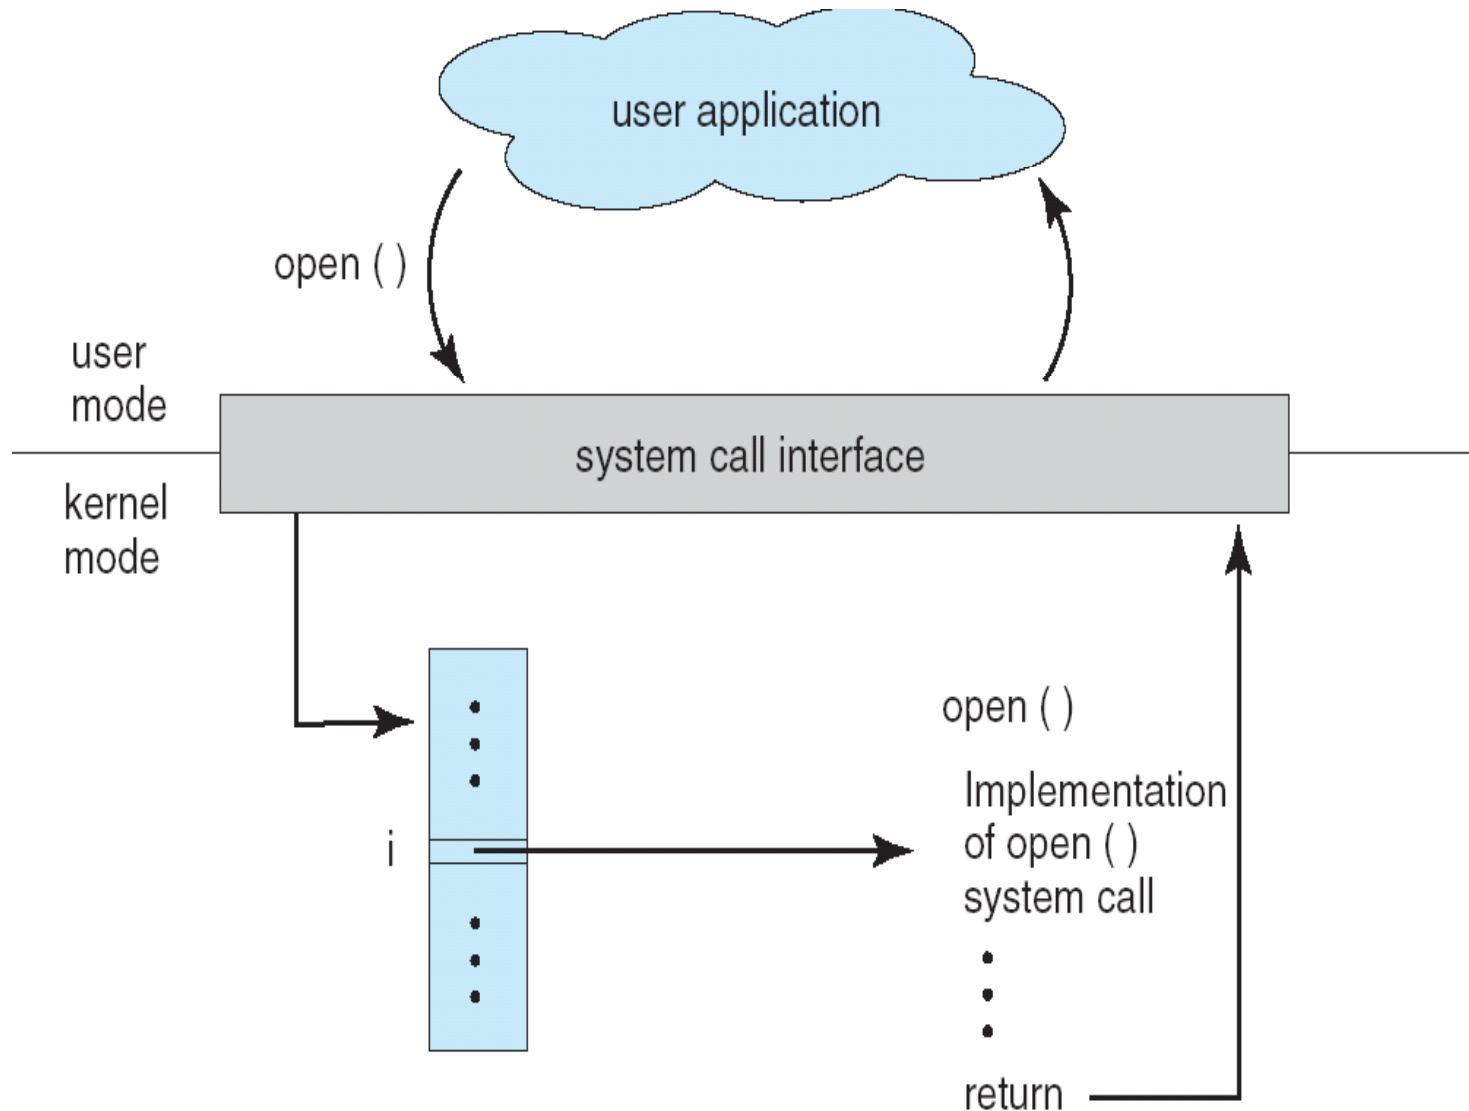 user application
open ( )
user
mode
system call interface
kernel
mode
open ( )
i
Implementation
of open ( )
system call
return